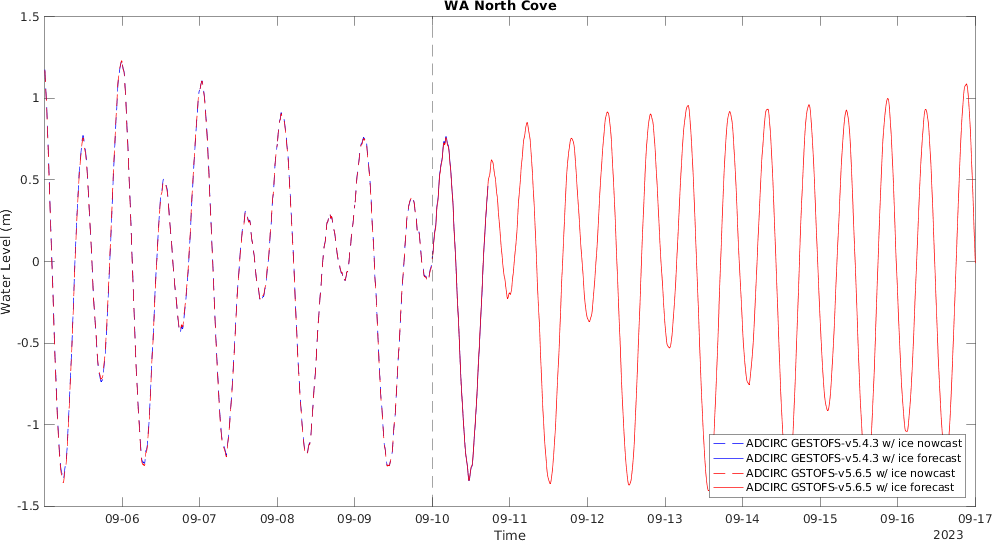 WA North Cove
1.5
1
0.5
0
-0.5
-1
-1.5
Water Level (m)
ADCIRC GESTOFS-v5.4.3 w/ ice nowcast
ADCIRC GESTOFS-v5.4.3 w/ ice forecast
ADCIRC GSTOFS-v5.6.5 w/ ice nowcast
ADCIRC GSTOFS-v5.6.5 w/ ice forecast
09-06 09-07 09-08 09-09 09-10 09-11 09-12 09-13 09-14 09-15 09-16 09-17
Time
2023